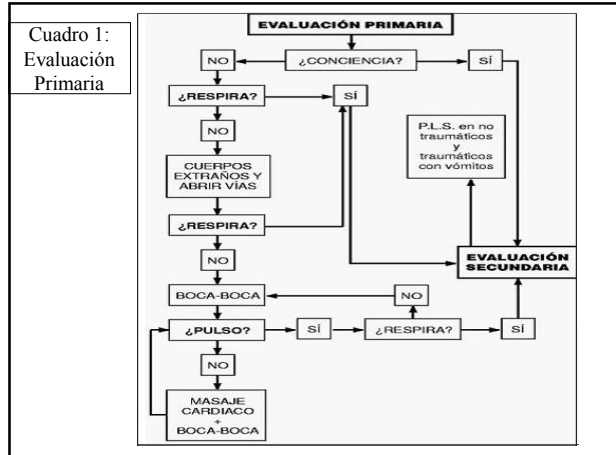 Cuadro 1:
Evaluación
Primaria
EVALUACIÓN PRIMARIA
NO
¿CONCIENCIA?
SÍ
¿RESPIRA?
SÍ
NO
P.L.S. en no
traumáticos
y
traumáticos
con vómitos
CUERPOS
EXTRAÑOS Y
ABRIR VÍAS
¿RESPIRA?
NO
EVALUACIÓN
SECUNDARIA
BOCA-BOCA
NO
¿PULSO?
SÍ
¿RESPIRA?
SÍ
NO
MASAJE
CARDIACO
+
BOCA-BOCA